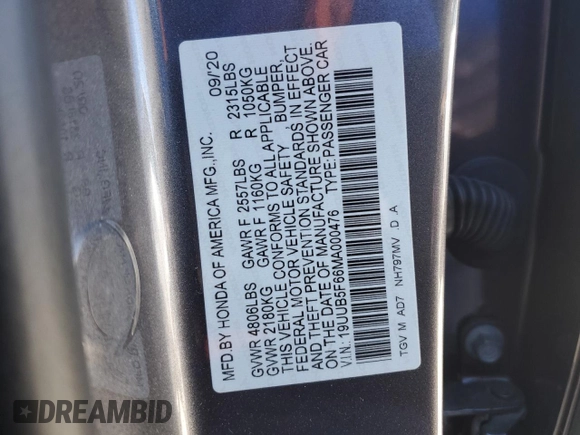 MFD.BY HONDA OF AMERICA MFG.,INC. 09/'20
GVWR 4806LBS GAWR F 2557LBS R 2315LBS
GVWR 2180KG GAWR F 1160KG R 1050KG
THIS VEHICLE CONFORMS TO ALL APPLICABLE
FEDERAL MOTOR VEHICLE SAFETY , BUMPER,
AND THEFT PREVENTION STANDARDS IN EFFECT
ON THE DATE OF MANUFACTURE SHOWN ABOVE.
V.I.N.: 19UUB5F66MA000476 TYPE: PASSENGER CAR
TGV M AD7 NH797MV .D .A
DREAMBID